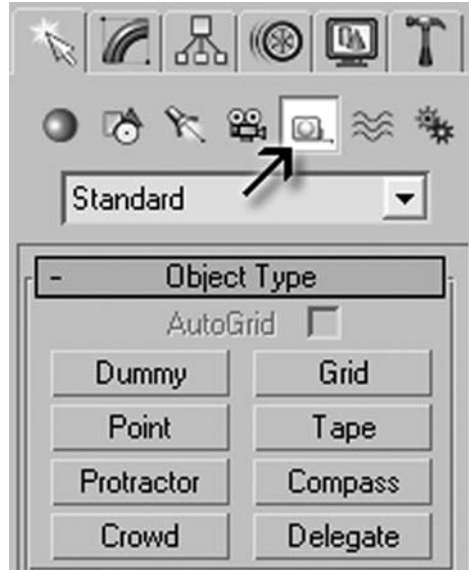 Standard
- Object Type
AutoGrid
Dummy Grid
Point Tape
Protractor Compass
Crowd Delegate